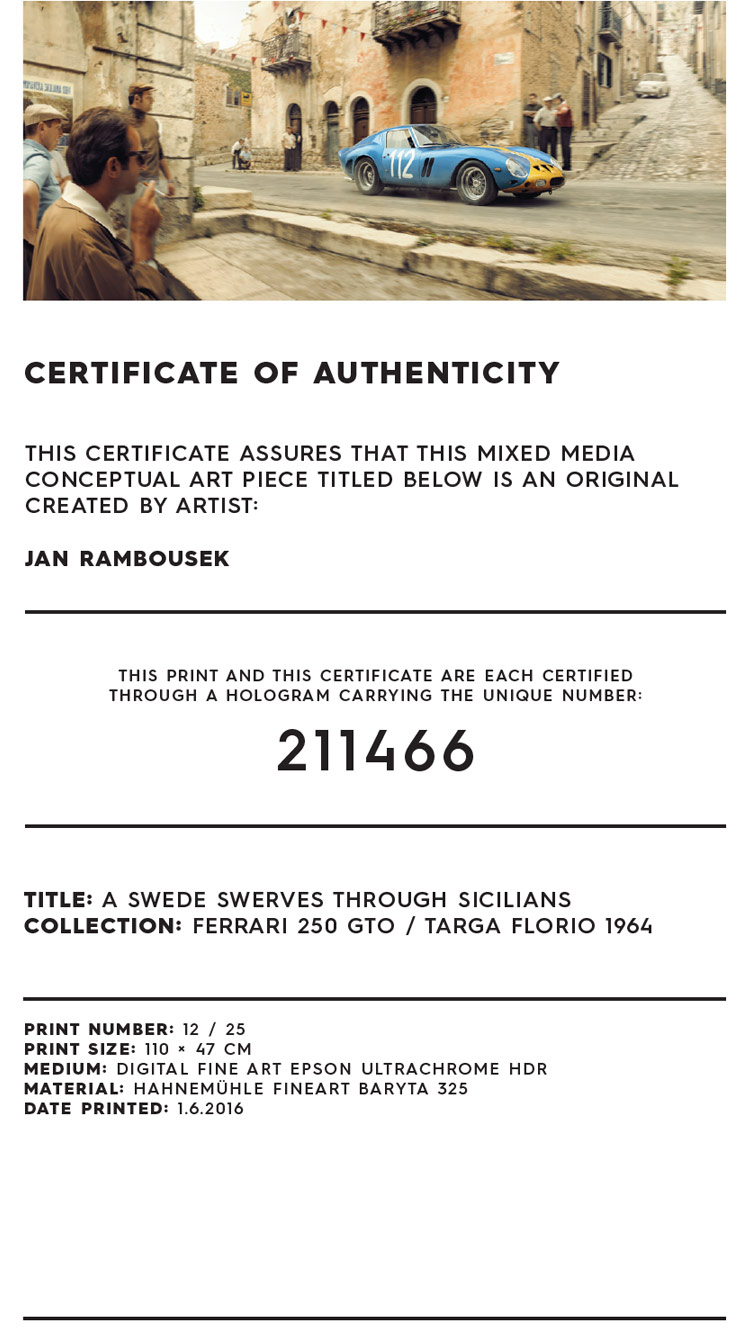 112
CERTIFICATE OF AUTHENTICITY
THIS CERTIFICATE ASSURES THAT THIS MIXED MEDIA
CONCEPTUAL ART PIECE TITLED BELOW IS AN ORIGINAL
CREATED BY ARTIST:
JAN RAMBOUSEK
THIS PRINT AND THIS CERTIFICATE ARE EACH CERTIFIED
THROUGH A HOLOGRAM CARRYING THE UNIQUE NUMBER:
211466
TITLE: A SWEDE SWERVES THROUGH SICILIANS
COLLECTION: FERRARI 250 GTO / TARGA FLORIO 1964
PRINT NUMBER: 12 / 25
PRINT SIZE: 110 × 47 CM
MEDIUM: DIGITAL FINE ART EPSON ULTRACHROME HDR
MATERIAL: HAHNEMÜHLE FINEART BARYTA 325
DATE PRINTED: 1.6.2016